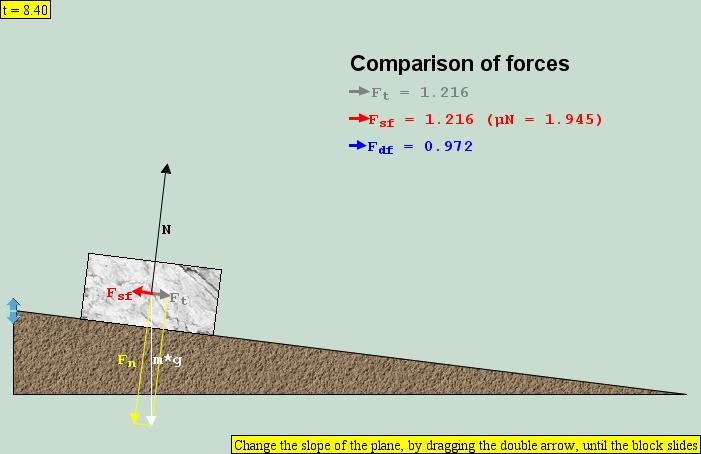 t = 8.40
Comparison of forces
Ft = 1.216
Fsf = 1.216 (µN = 1.945)
Fdf = 0.972
N
Fsf
Ft
Fn
m*g
Change the slope of the plane, by dragging the double arrow, until the block slides